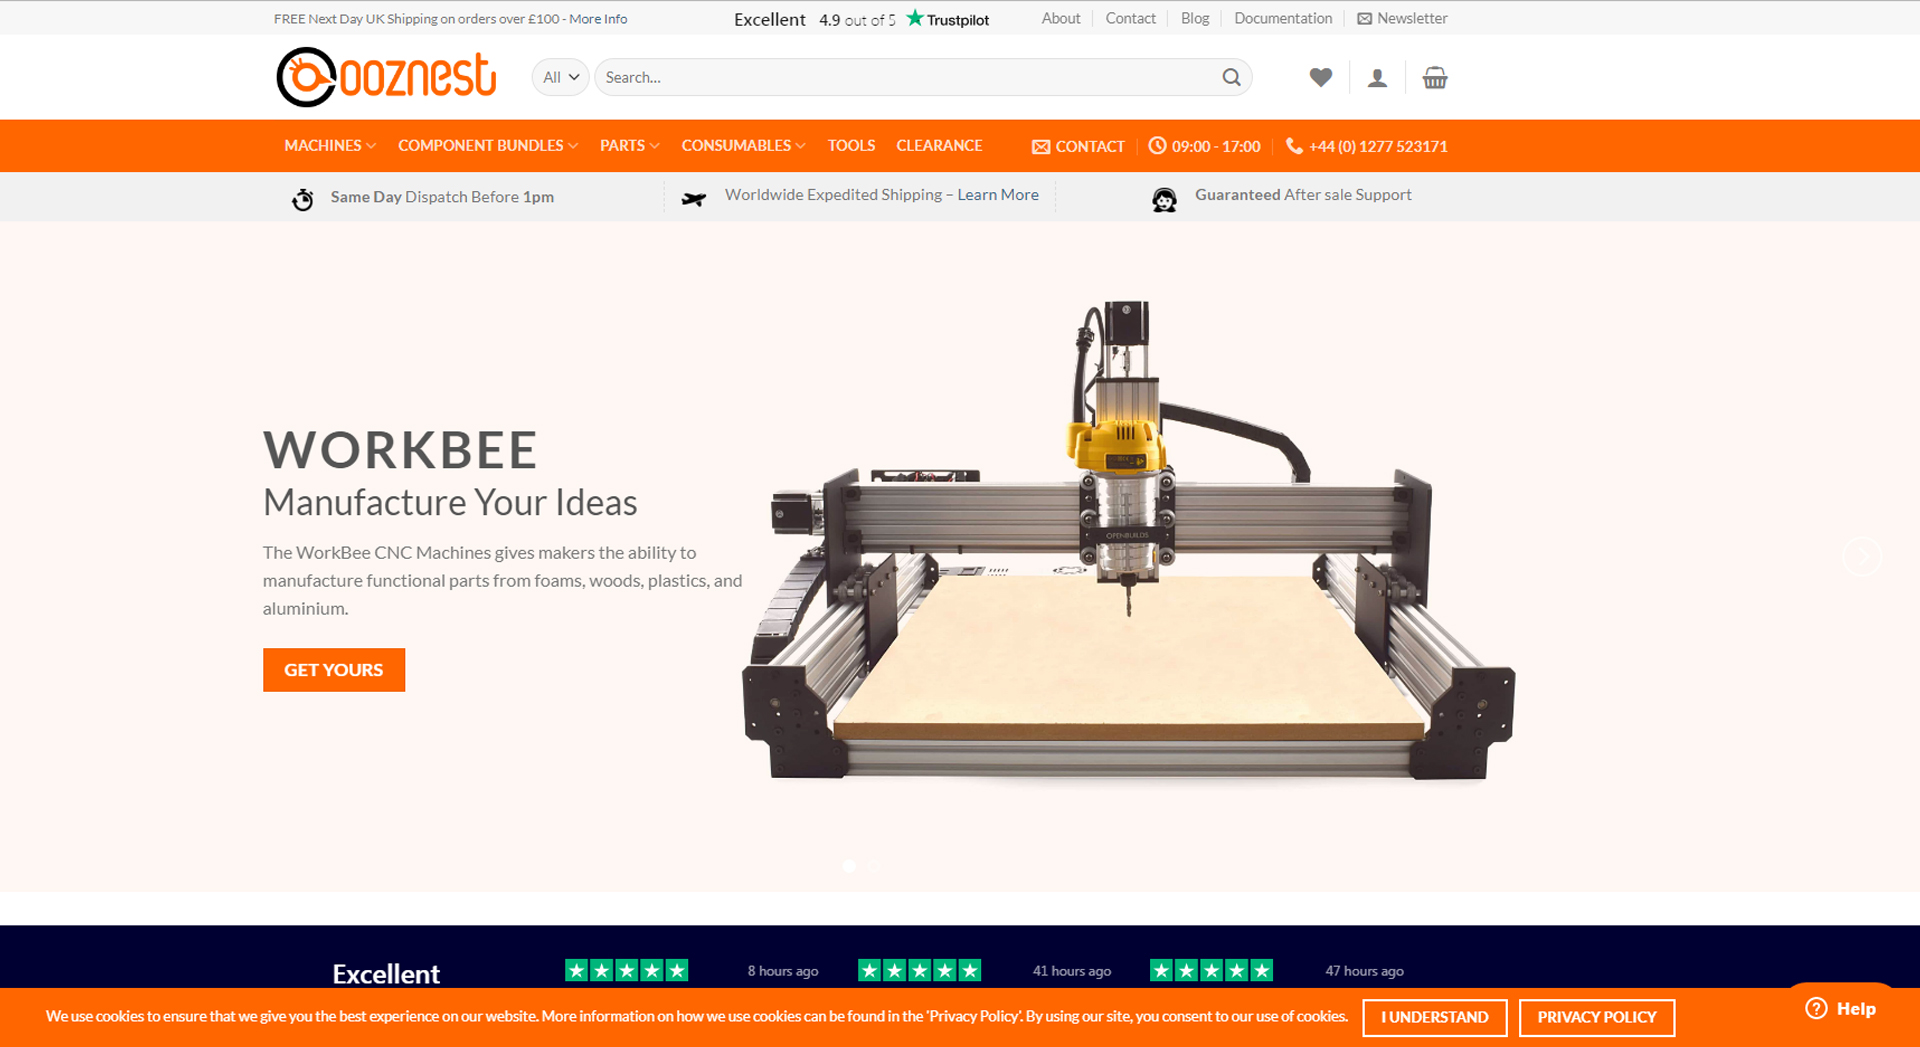 FREE Next Day UK Shipping on orders over £100 - More Info
Excellent 4.9 out of 5 Trustpilot
About Contact Blog Documentation Newsletter
ooznest
All Search...
MACHINES COMPONENT BUNDLES PARTS CONSUMABLES TOOLS CLEARANCE CONTACT 09:00 - 17:00 +44 (0) 1277 523171
Same Day Dispatch Before 1pm
Worldwide Expedited Shipping – Learn More
Guaranteed After sale Support
WORKBEE
Manufacture Your Ideas
The WorkBee CNC Machines gives makers the ability to
manufacture functional parts from foams, woods, plastics, and
aluminium.
GET YOURS
OPENBUILDS
Excellent
8 hours ago
41 hours ago
47 hours ago
We use cookies to ensure that we give you the best experience on our website. More information on how we use cookies can be found in the 'Privacy Policy'. By using our site, you consent to our use of cookies.
I UNDERSTAND
PRIVACY POLICY
Help